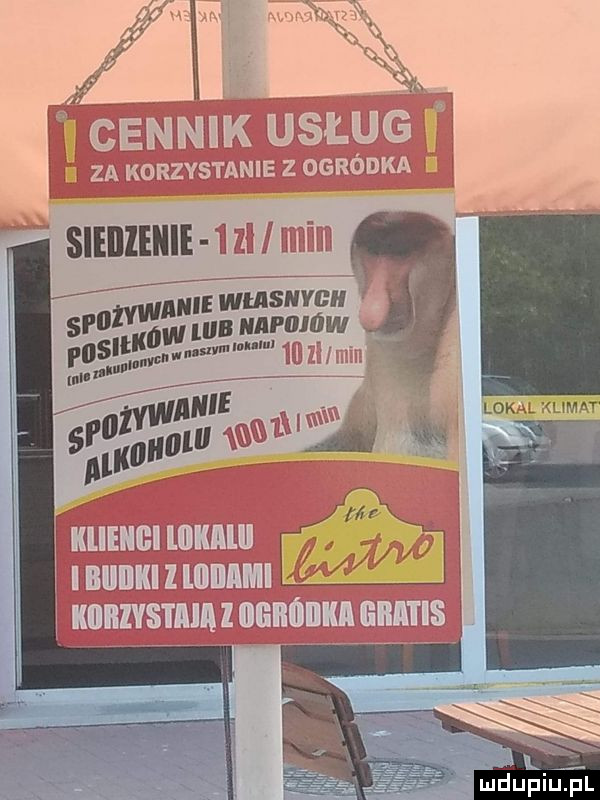 ! CENNIK USŁUG !
ZA KORZYSTANIE Z OGRÓDKA
SIEDZENIE - 1 zł / min
SPOŻYWANIE WŁASNYCH
POSIŁKÓW LUB NAPOJÓW
(nie zakupionych w naszym lokalu) 10 zł / min
SPOŻYWANIE
ALKOHOLU 100 zł / min
LOKAL KLIMAT
KLIENCI LOKALU
I BUDKI Z LODAMI
the bistro
KORZYSTAJĄ Z OGRÓDKA GRATIS
wdupiu.pl